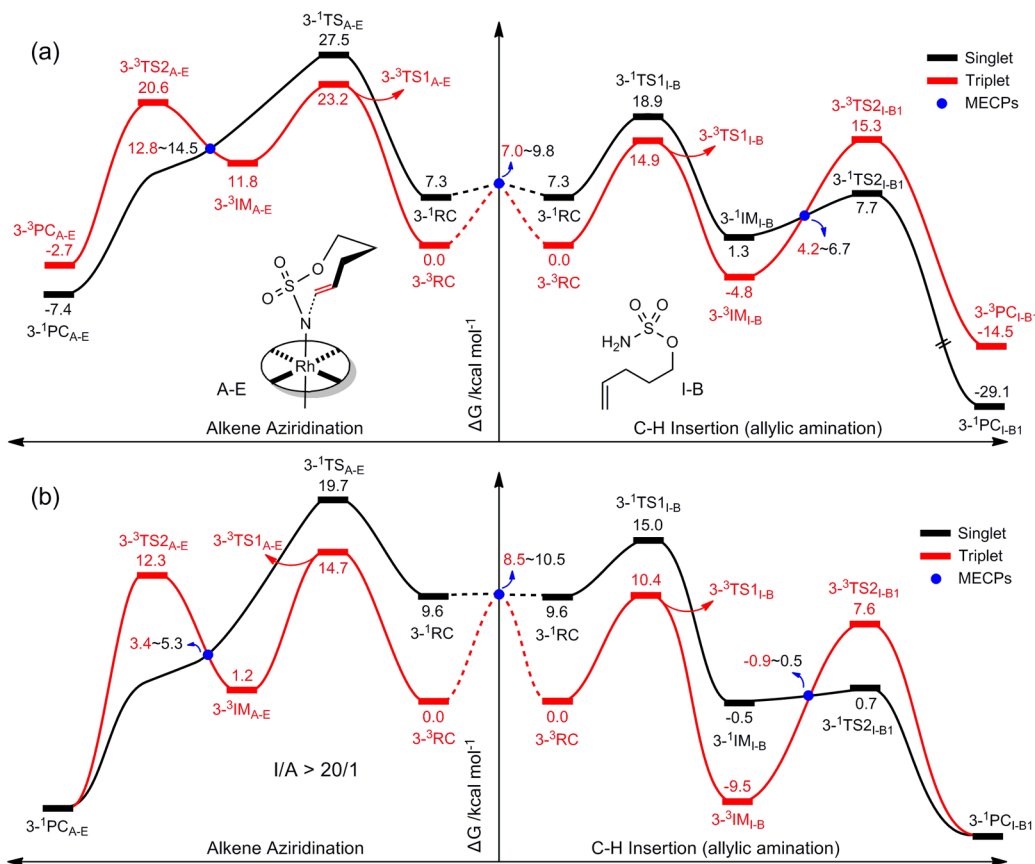 (a)
3-¹TS_A-E
27.5
3-³TS2_A-E
20.6
3-³TS1_A-E
23.2
12.8~14.5
11.8
3-³IM_A-E
7.3
3-¹RC
7.0~9.8
7.3
3-¹RC
3-¹TS1_I-B
18.9
3-³TS1_I-B
14.9
3-³TS2_I-B1
15.3
3-¹TS2_I-B1
7.7
Singlet
Triplet
MECPs
3-³PC_A-E
-2.7
-7.4
3-¹PC_A-E
0.0
3-³RC
0.0
3-³RC
3-¹IM_I-B
1.3
4.2~6.7
-4.8
3-³IM_I-B
3-³PC_I-B1
-14.5
-29.1
3-¹PC_I-B1
O
O
S
O
N
Rh
A-E
O
O
S
H₂N
O
I-B
ΔG /kcal mol⁻¹
Alkene Aziridination
C-H Insertion (allylic amination)
(b)
3-¹TS_A-E
19.7
3-³TS2_A-E
12.3
3-³TS1_A-E
14.7
3.4~5.3
1.2
3-³IM_A-E
9.6
3-¹RC
8.5~10.5
9.6
3-¹RC
3-¹TS1_I-B
15.0
10.4
3-³TS1_I-B
3-³TS2_I-B1
7.6
Singlet
Triplet
MECPs
0.0
3-³RC
0.0
3-³RC
-0.9~0.5
-0.5
3-¹IM_I-B
0.7
3-¹TS2_I-B1
-9.5
3-³IM_I-B
I/A > 20/1
3-¹PC_A-E
3-¹PC_I-B1
ΔG /kcal mol⁻¹
Alkene Aziridination
C-H Insertion (allylic amination)